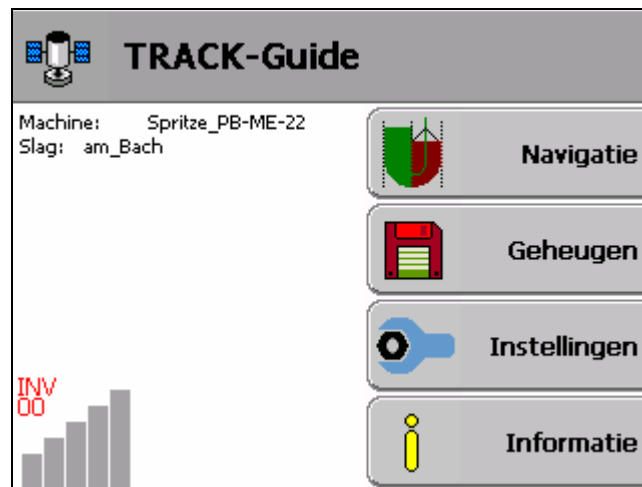 TRACK-Guide
Machine: Spritze_PB-ME-22
Slag: am_Bach
Navigatie
Geheugen
Instellingen
Informatie
INV
00